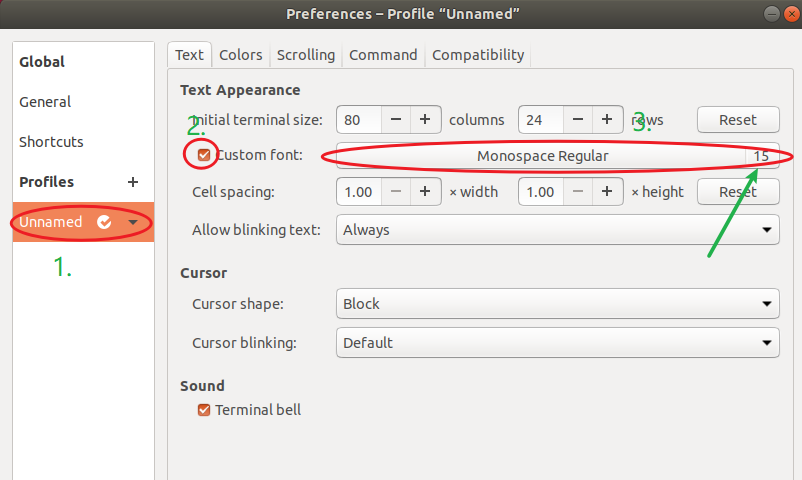 Preferences – Profile “Unnamed”
Global
General
Shortcuts
Profiles +
Unnamed
1.
Text Colors Scrolling Command Compatibility
Text Appearance
Initial terminal size: 80 − + columns 24 − + rows Reset
2. 3.
Custom font: Monospace Regular 15
Cell spacing: 1.00 − + × width 1.00 − + × height Reset
Allow blinking text: Always
Cursor
Cursor shape: Block
Cursor blinking: Default
Sound
Terminal bell